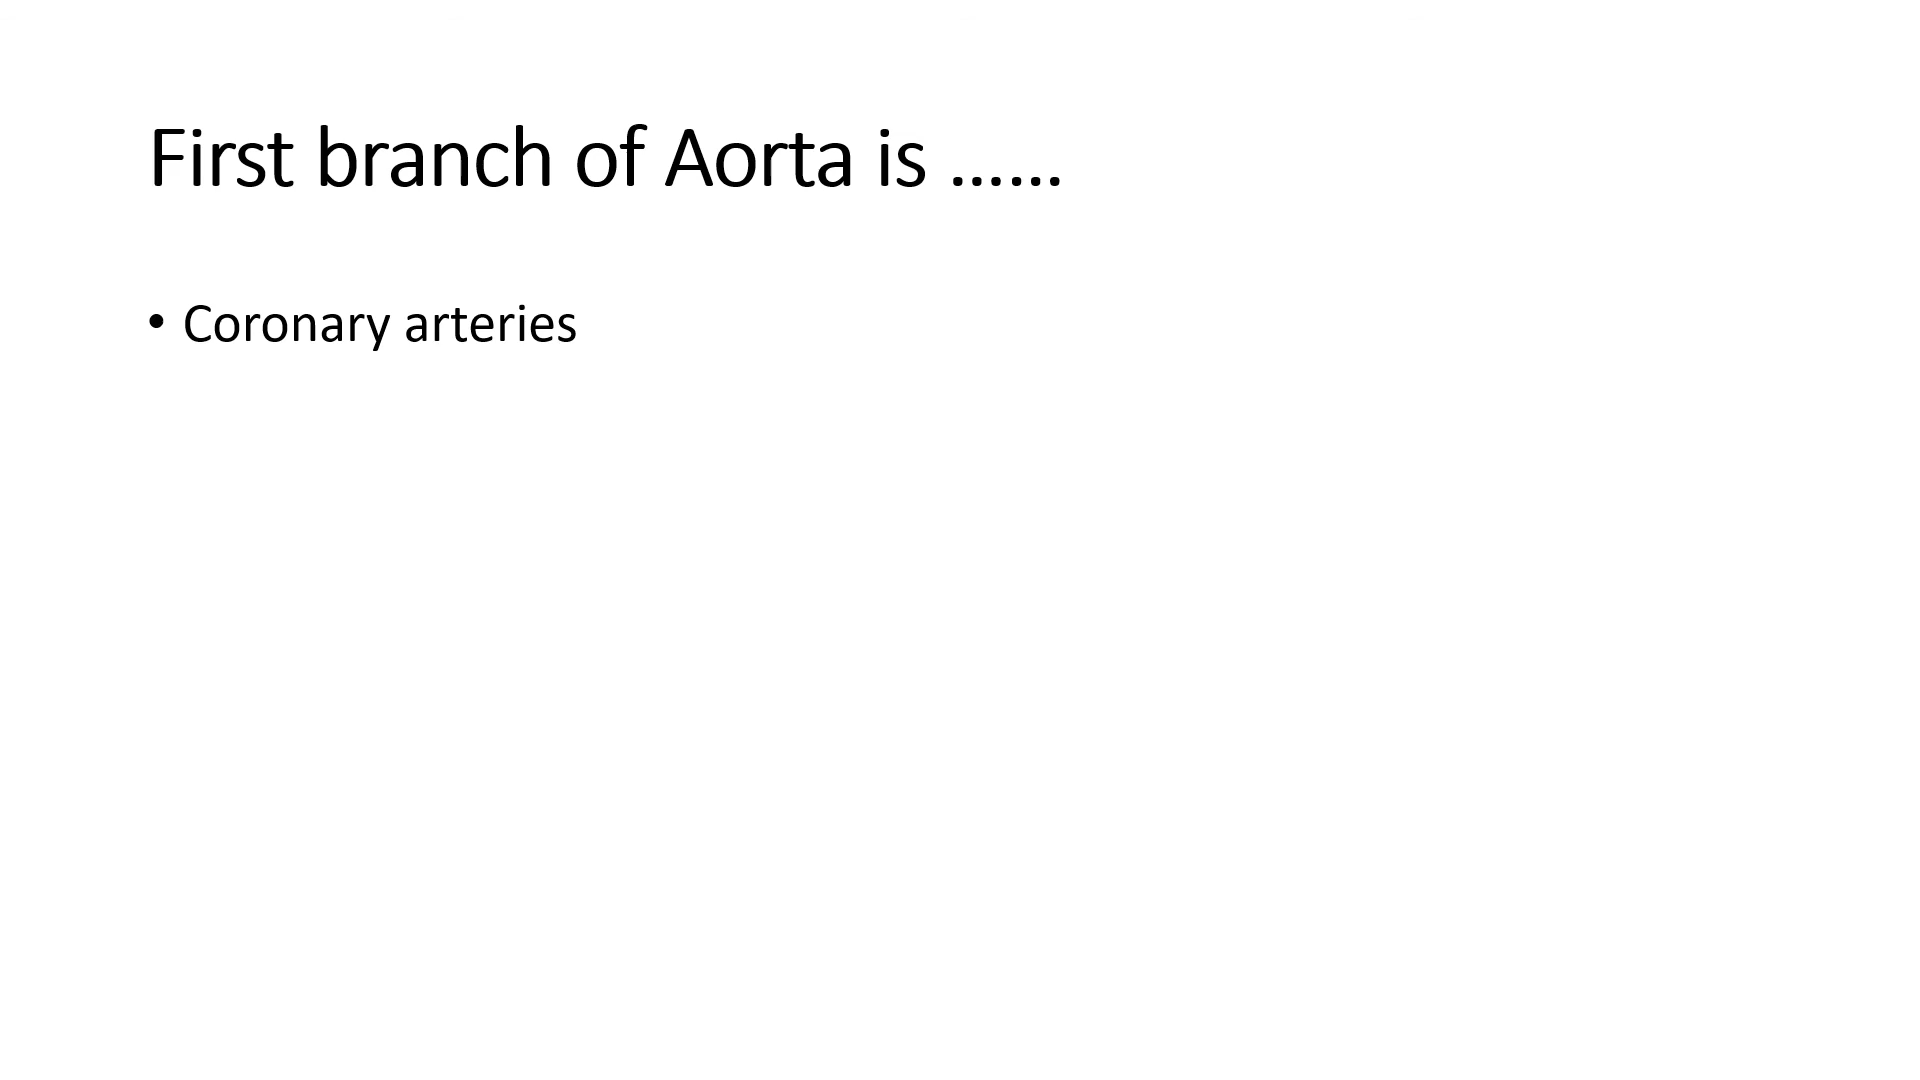 First branch of Aorta is ……
• Coronary arteries